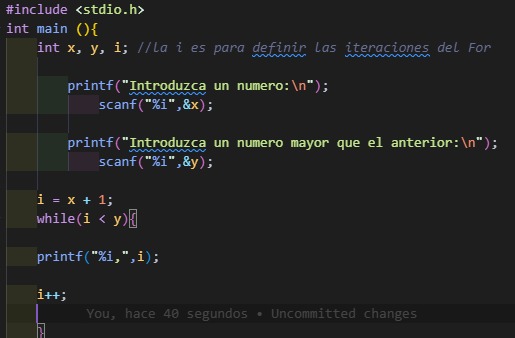 #include <stdio.h>
int main (){
int x, y, i; //la i es para definir las iteraciones del For
printf("Introduzca un numero:\n");
scanf("%i",&x);
printf("Introduzca un numero mayor que el anterior:\n");
scanf("%i",&y);
i = x + 1;
while(i < y){
printf("%i,",i);
i++;
You, hace 40 segundos • Uncommitted changes
}